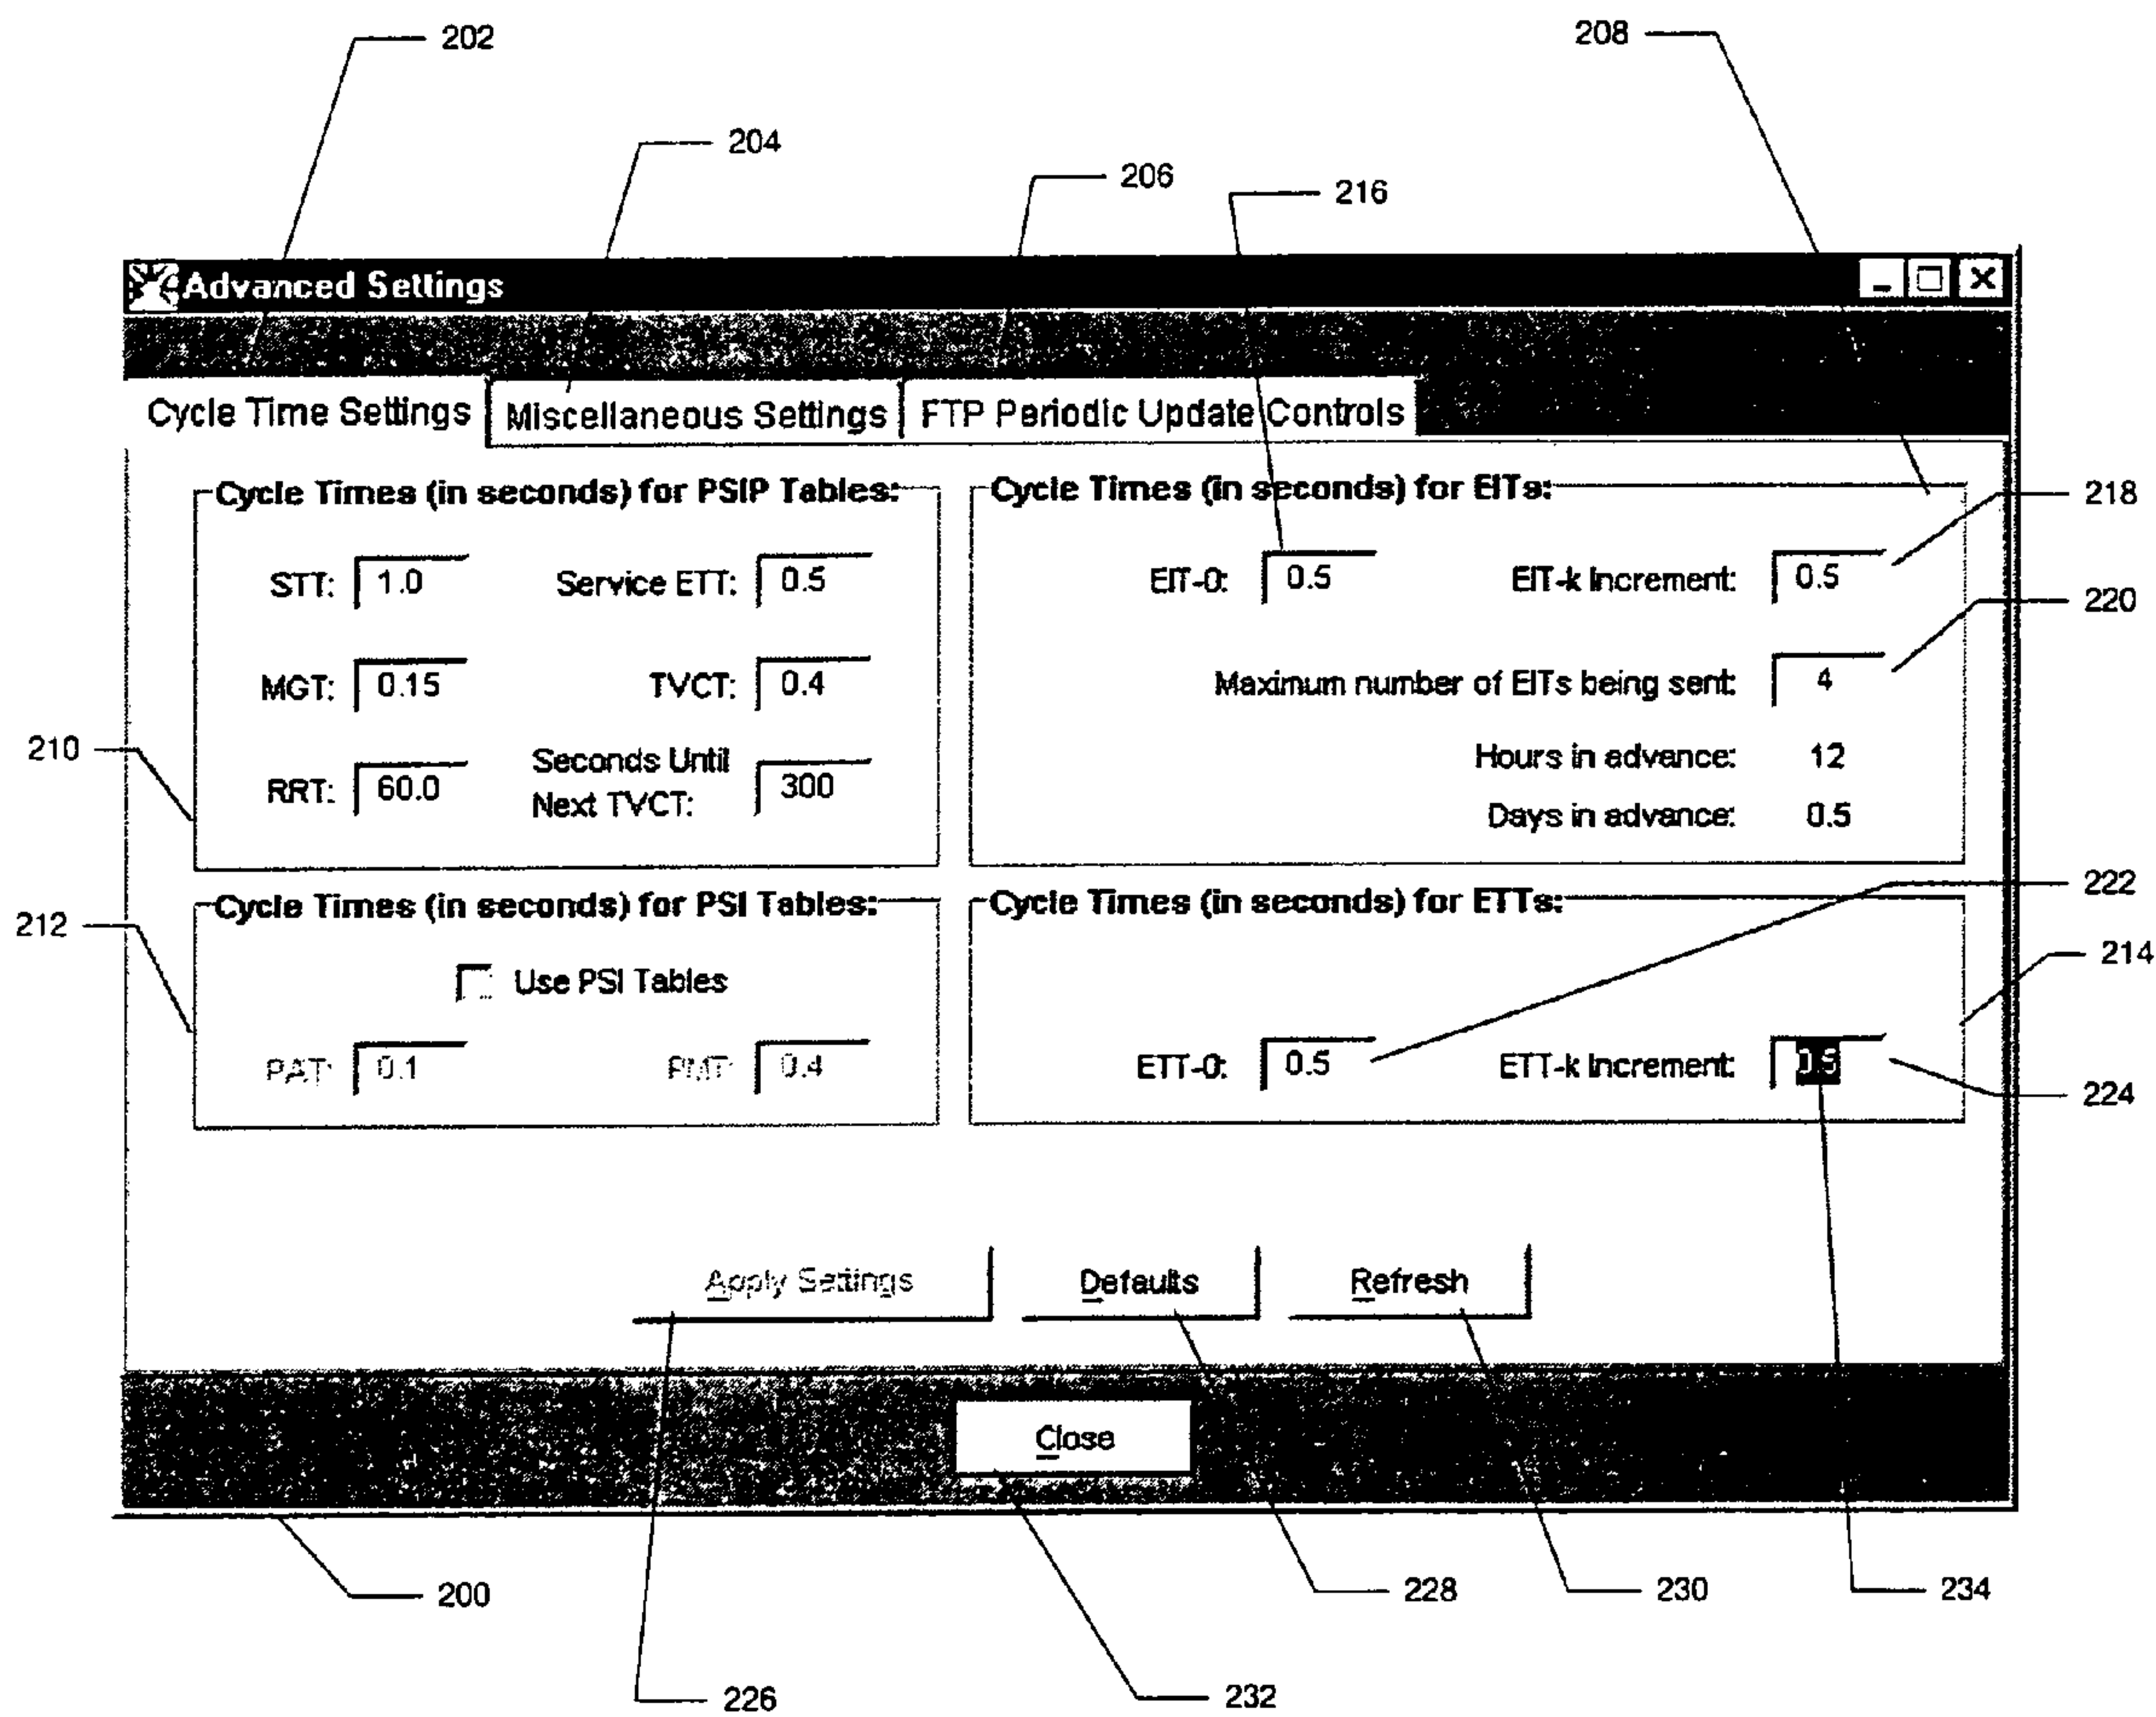 202
208
204
206
216
Advanced Settings
Cycle Time Settings
Miscellaneous Settings
FTP Periodic Update Controls
Cycle Times (in seconds) for PSIP Tables:
STT: 1.0
Service ETT: 0.5
MGT: 0.15
TVCT: 0.4
RRT: 60.0
Seconds Until
Next TVCT: 300
210
Cycle Times (in seconds) for EITs:
EIT-0: 0.5
EIT-k Increment: 0.5
Maximum number of EITs being sent: 4
Hours in advance: 12
Days in advance: 0.5
218
220
Cycle Times (in seconds) for PSI Tables:
Use PSI Tables
PAT: 0.1
PMT: 0.4
212
Cycle Times (in seconds) for ETTs:
ETT-0: 0.5
ETT-k Increment: 0.5
222
214
224
Apply Settings
Defaults
Refresh
Close
200
228
230
234
226
232